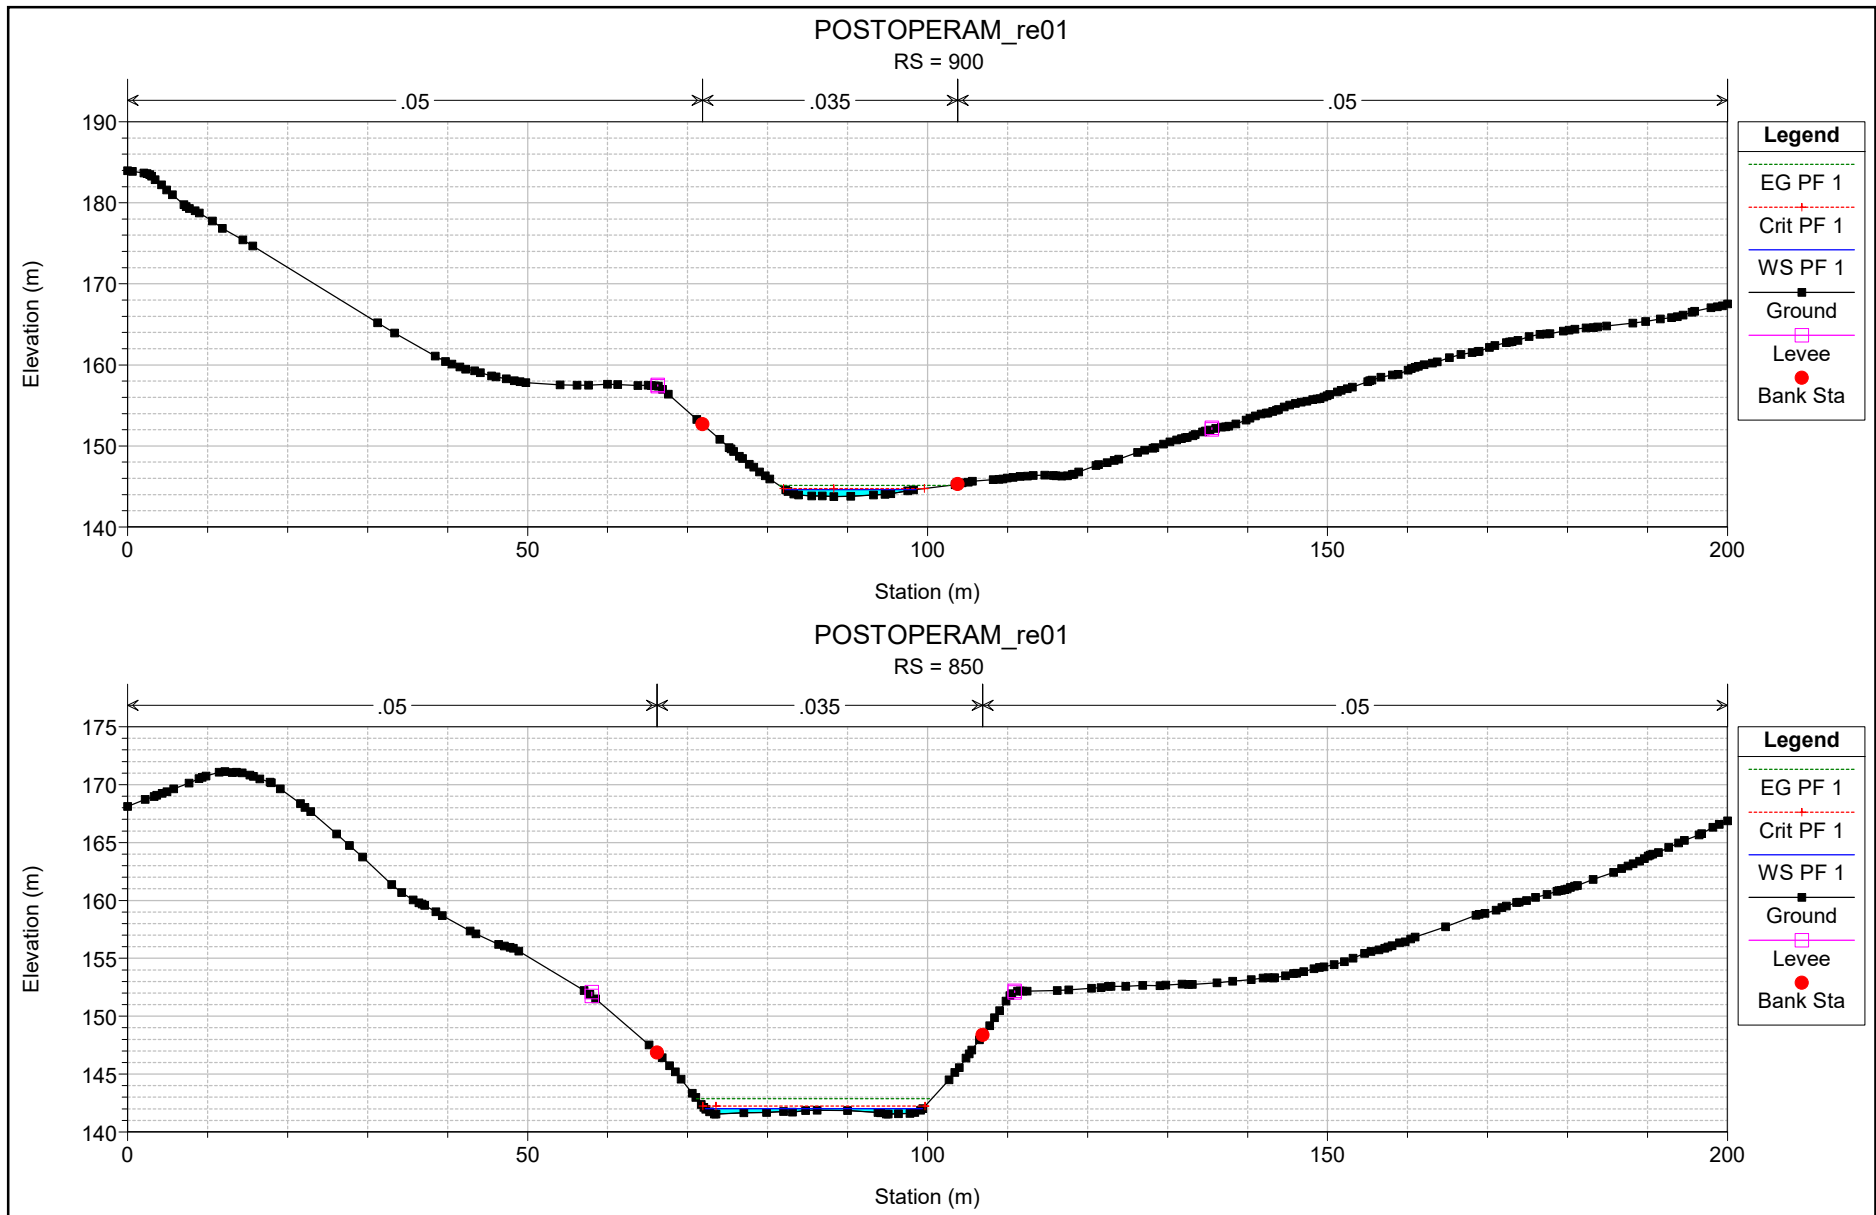 POSTOPERAM_re01
RS = 900
.05 .035 .05
190
180
170
160
150
140
0 50 100 150 200
Elevation (m)
Station (m)
Legend
EG PF 1
Crit PF 1
WS PF 1
Ground
Levee
Bank Sta
POSTOPERAM_re01
RS = 850
.05 .035 .05
175
170
165
160
155
150
145
140
0 50 100 150 200
Elevation (m)
Station (m)
Legend
EG PF 1
Crit PF 1
WS PF 1
Ground
Levee
Bank Sta